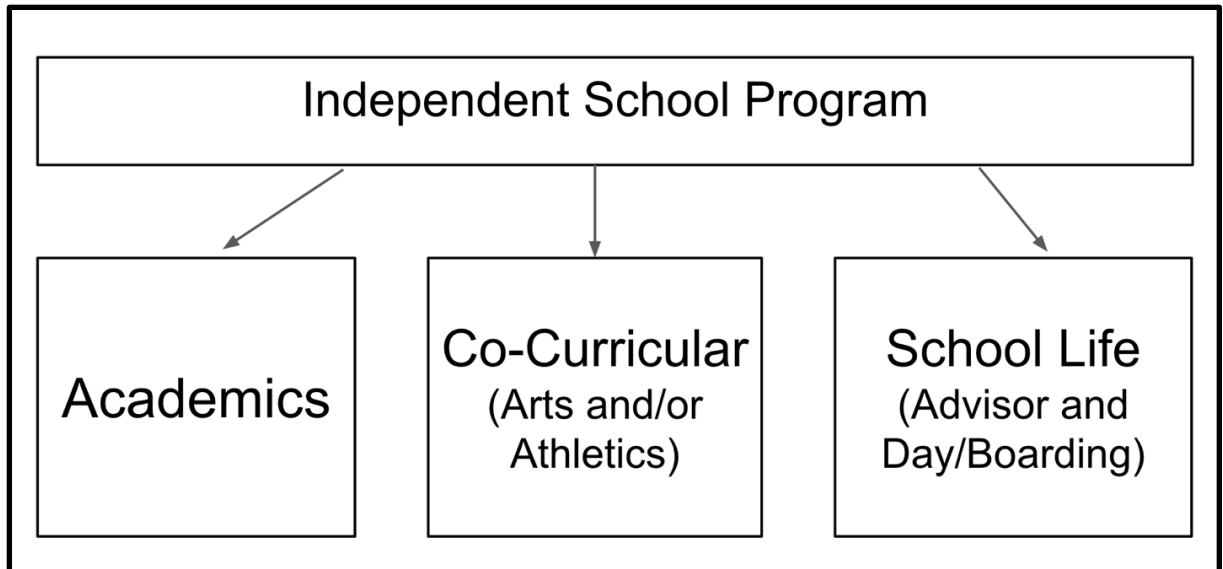 Independent School Program
Academics
Co-Curricular
(Arts and/or
Athletics)
School Life
(Advisor and
Day/Boarding)